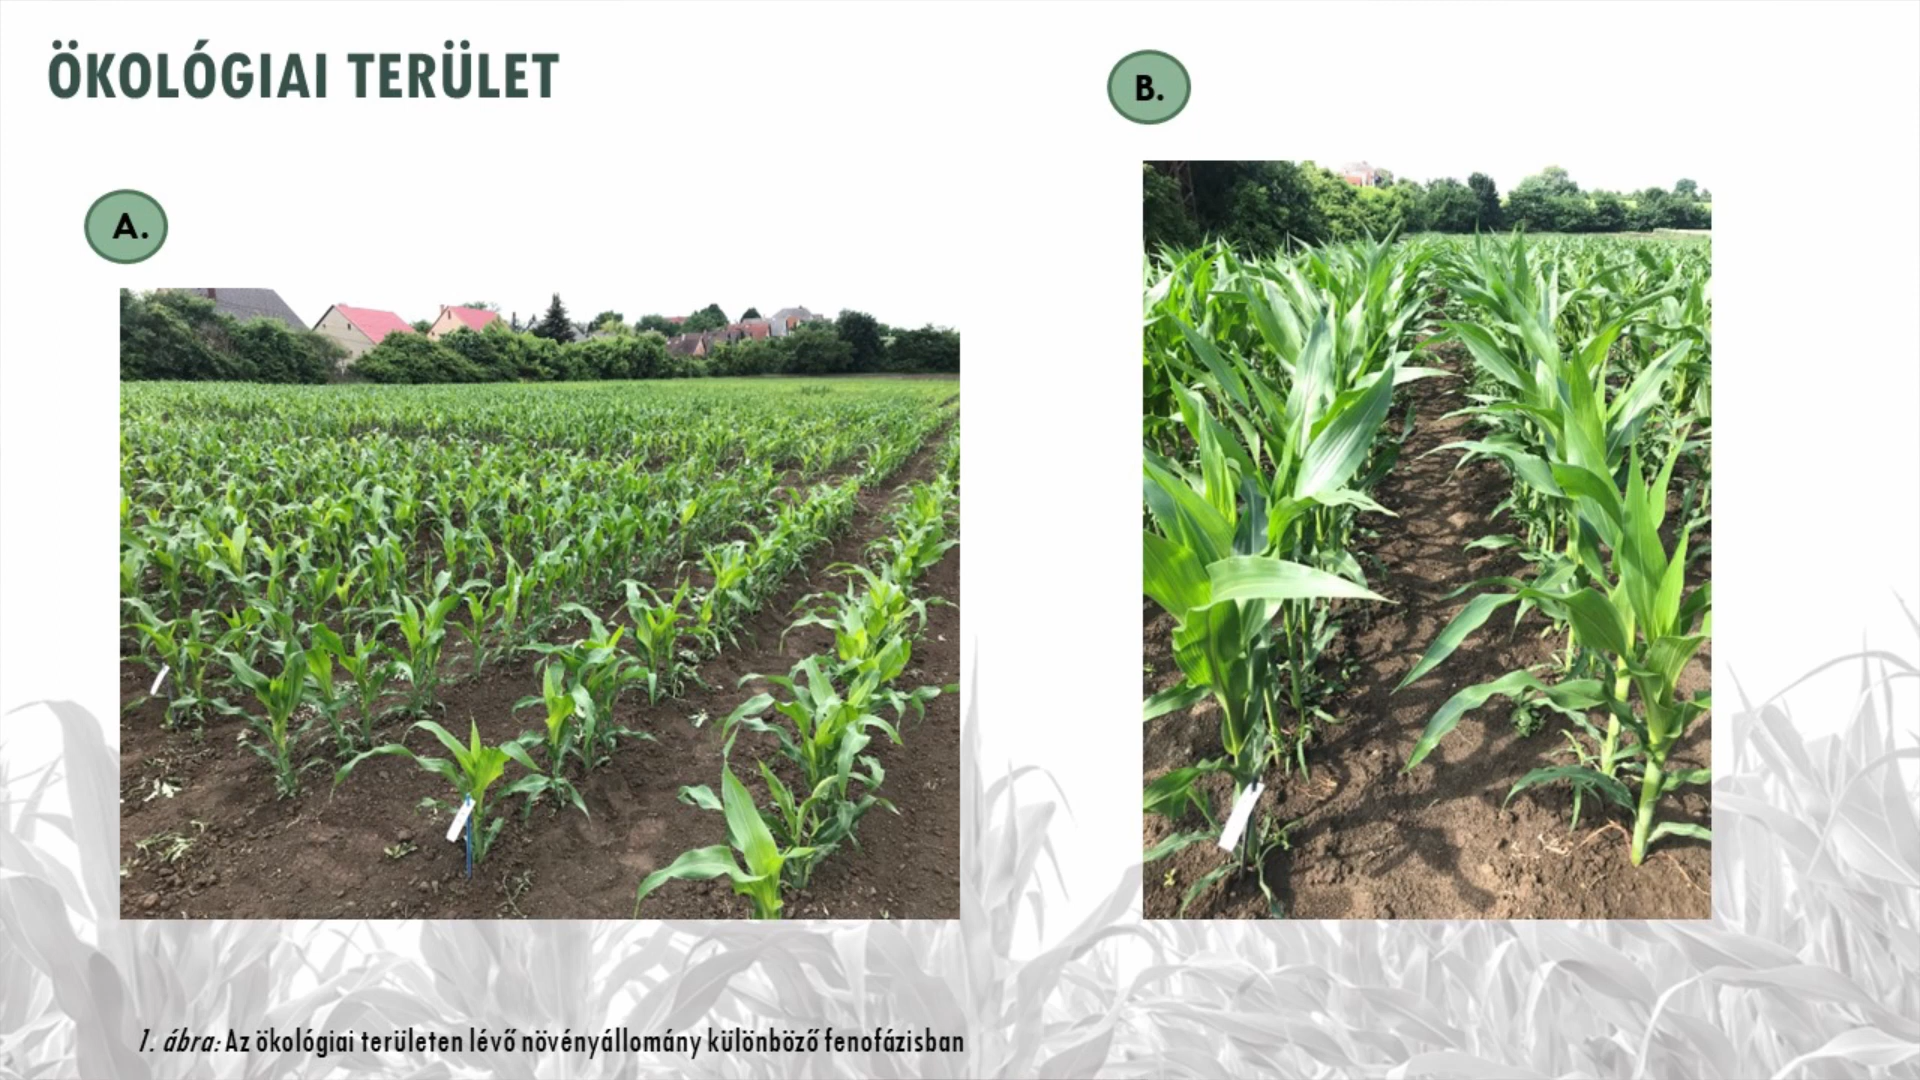 ÖKOLÓGIAI TERÜLET
A.
B.
1. ábra: Az ökológiai területen lévő növényállomány különböző fenofázisban